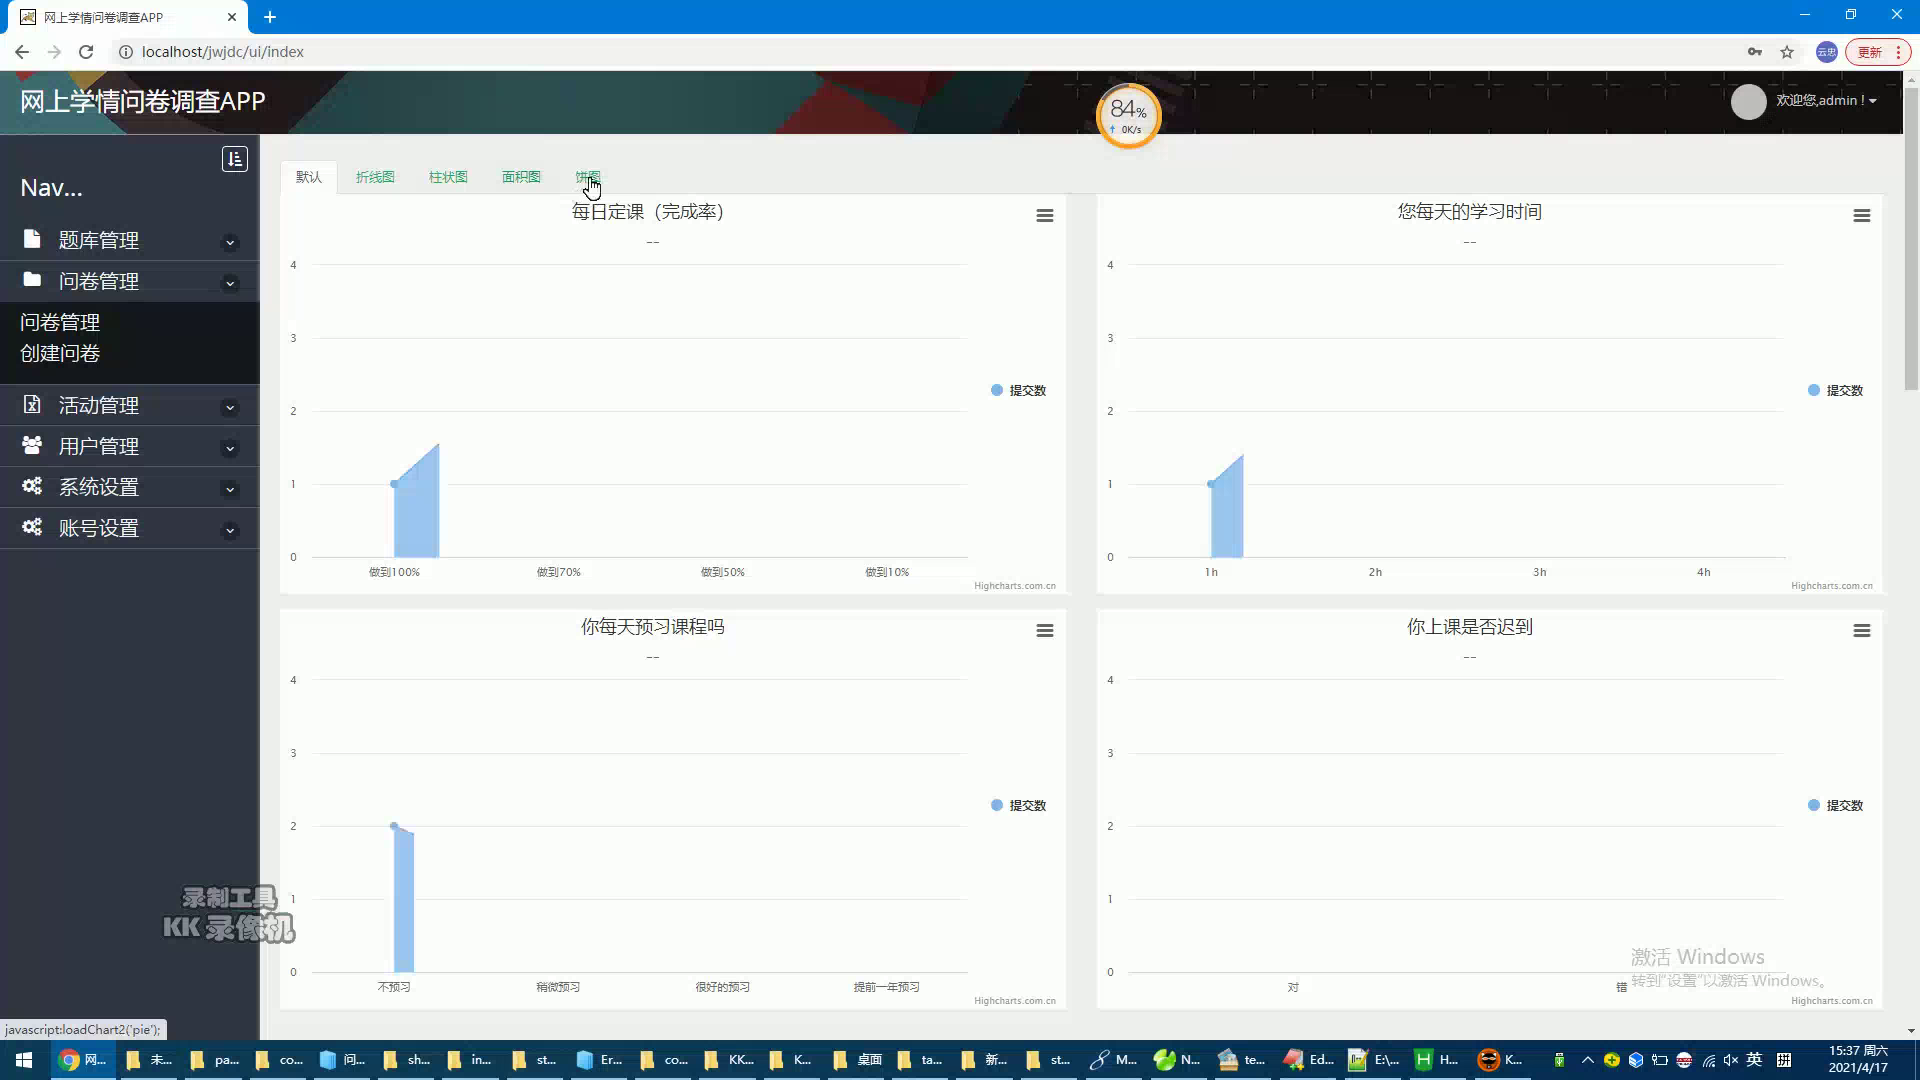 网上学情问卷调查APP
localhost/jwjdc/ui/index
云忠
更新
网上学情问卷调查APP
84%
0K/s
欢迎您,admin !
Nav...
题库管理
问卷管理
问卷管理
创建问卷
活动管理
用户管理
系统设置
账号设置
默认
折线图
柱状图
面积图
饼图
每日定课（完成率）
--
4
3
2
1
0
做到100%
做到70%
做到50%
做到10%
提交数
Highcharts.com.cn
您每天的学习时间
--
4
3
2
1
0
1h
2h
3h
4h
提交数
Highcharts.com.cn
你每天预习课程吗
--
4
3
2
1
0
不预习
稍微预习
很好的预习
提前一年预习
提交数
Highcharts.com.cn
你上课是否迟到
--
4
3
2
1
0
对
错
提交数
Highcharts.com.cn
录制工具
KK 录像机
激活 Windows
转到"设置"以激活 Windows。
javascript:loadChart2('pie');
网...
未...
pa...
co...
问...
sh...
in...
st...
Er...
co...
KK...
K...
桌面
ta...
新...
st...
M...
N...
te...
Ed...
E:\...
H...
K...
英
拼
15:37 周六
2021/4/17